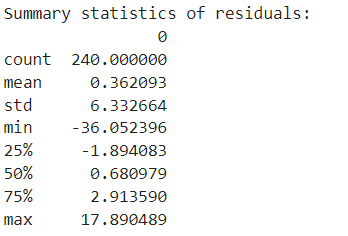 Summary statistics of residuals:
0
count 240.000000
mean 0.362093
std 6.332664
min -36.052396
25% -1.894083
50% 0.680979
75% 2.913590
max 17.890489